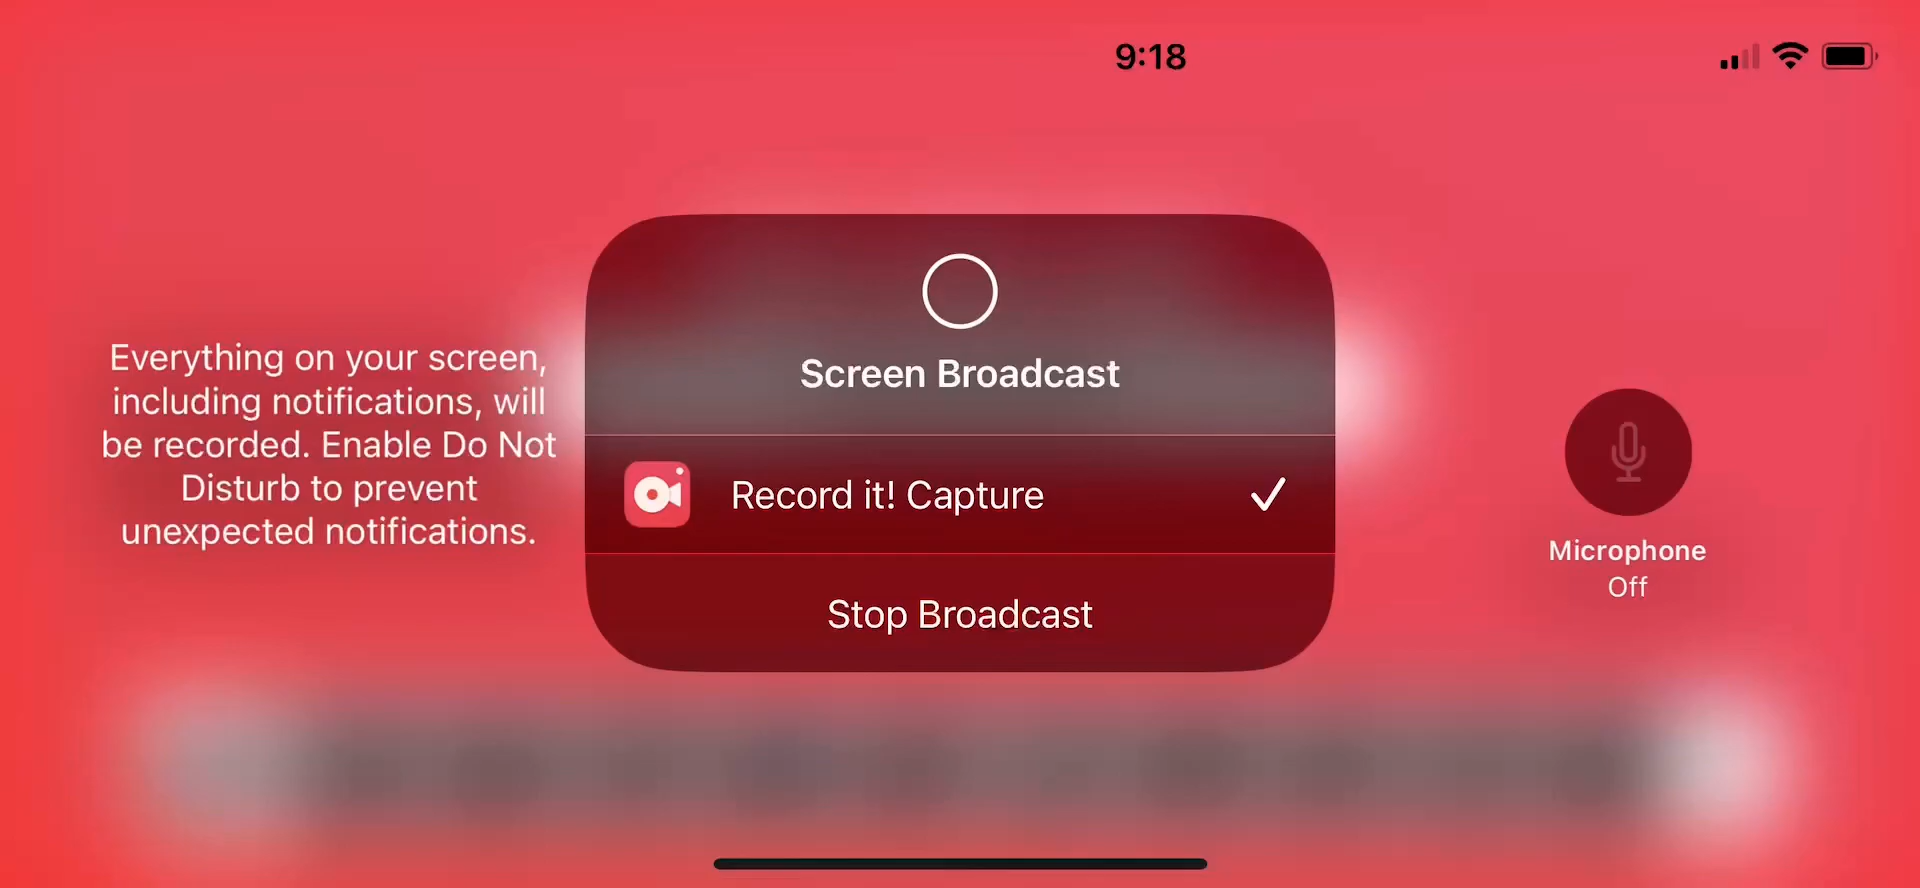 9:18
Everything on your screen,
including notifications, will
be recorded. Enable Do Not
Disturb to prevent
unexpected notifications.
Screen Broadcast
Record it! Capture
Stop Broadcast
Microphone
Off